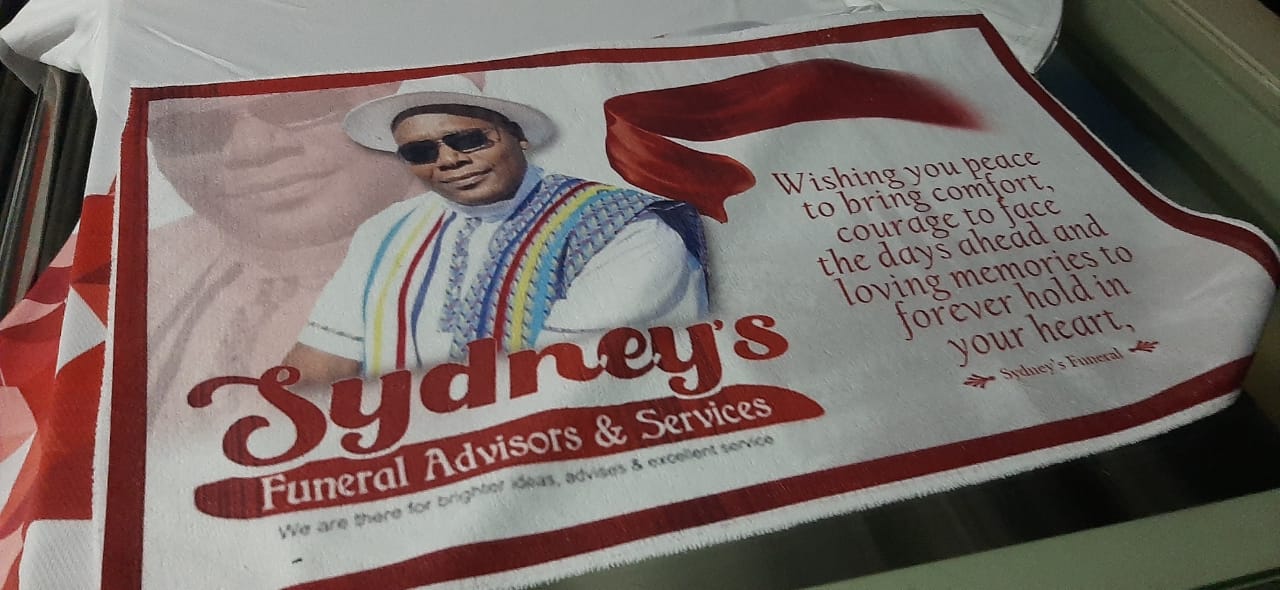 Sydney's
Funeral Advisors & Services
We are there for brighter ideas, advises & excellent service
Wishing you peace
to bring comfort,
courage to face
the days ahead and
loving memories to
forever hold in
your heart,
Sydney's Funeral